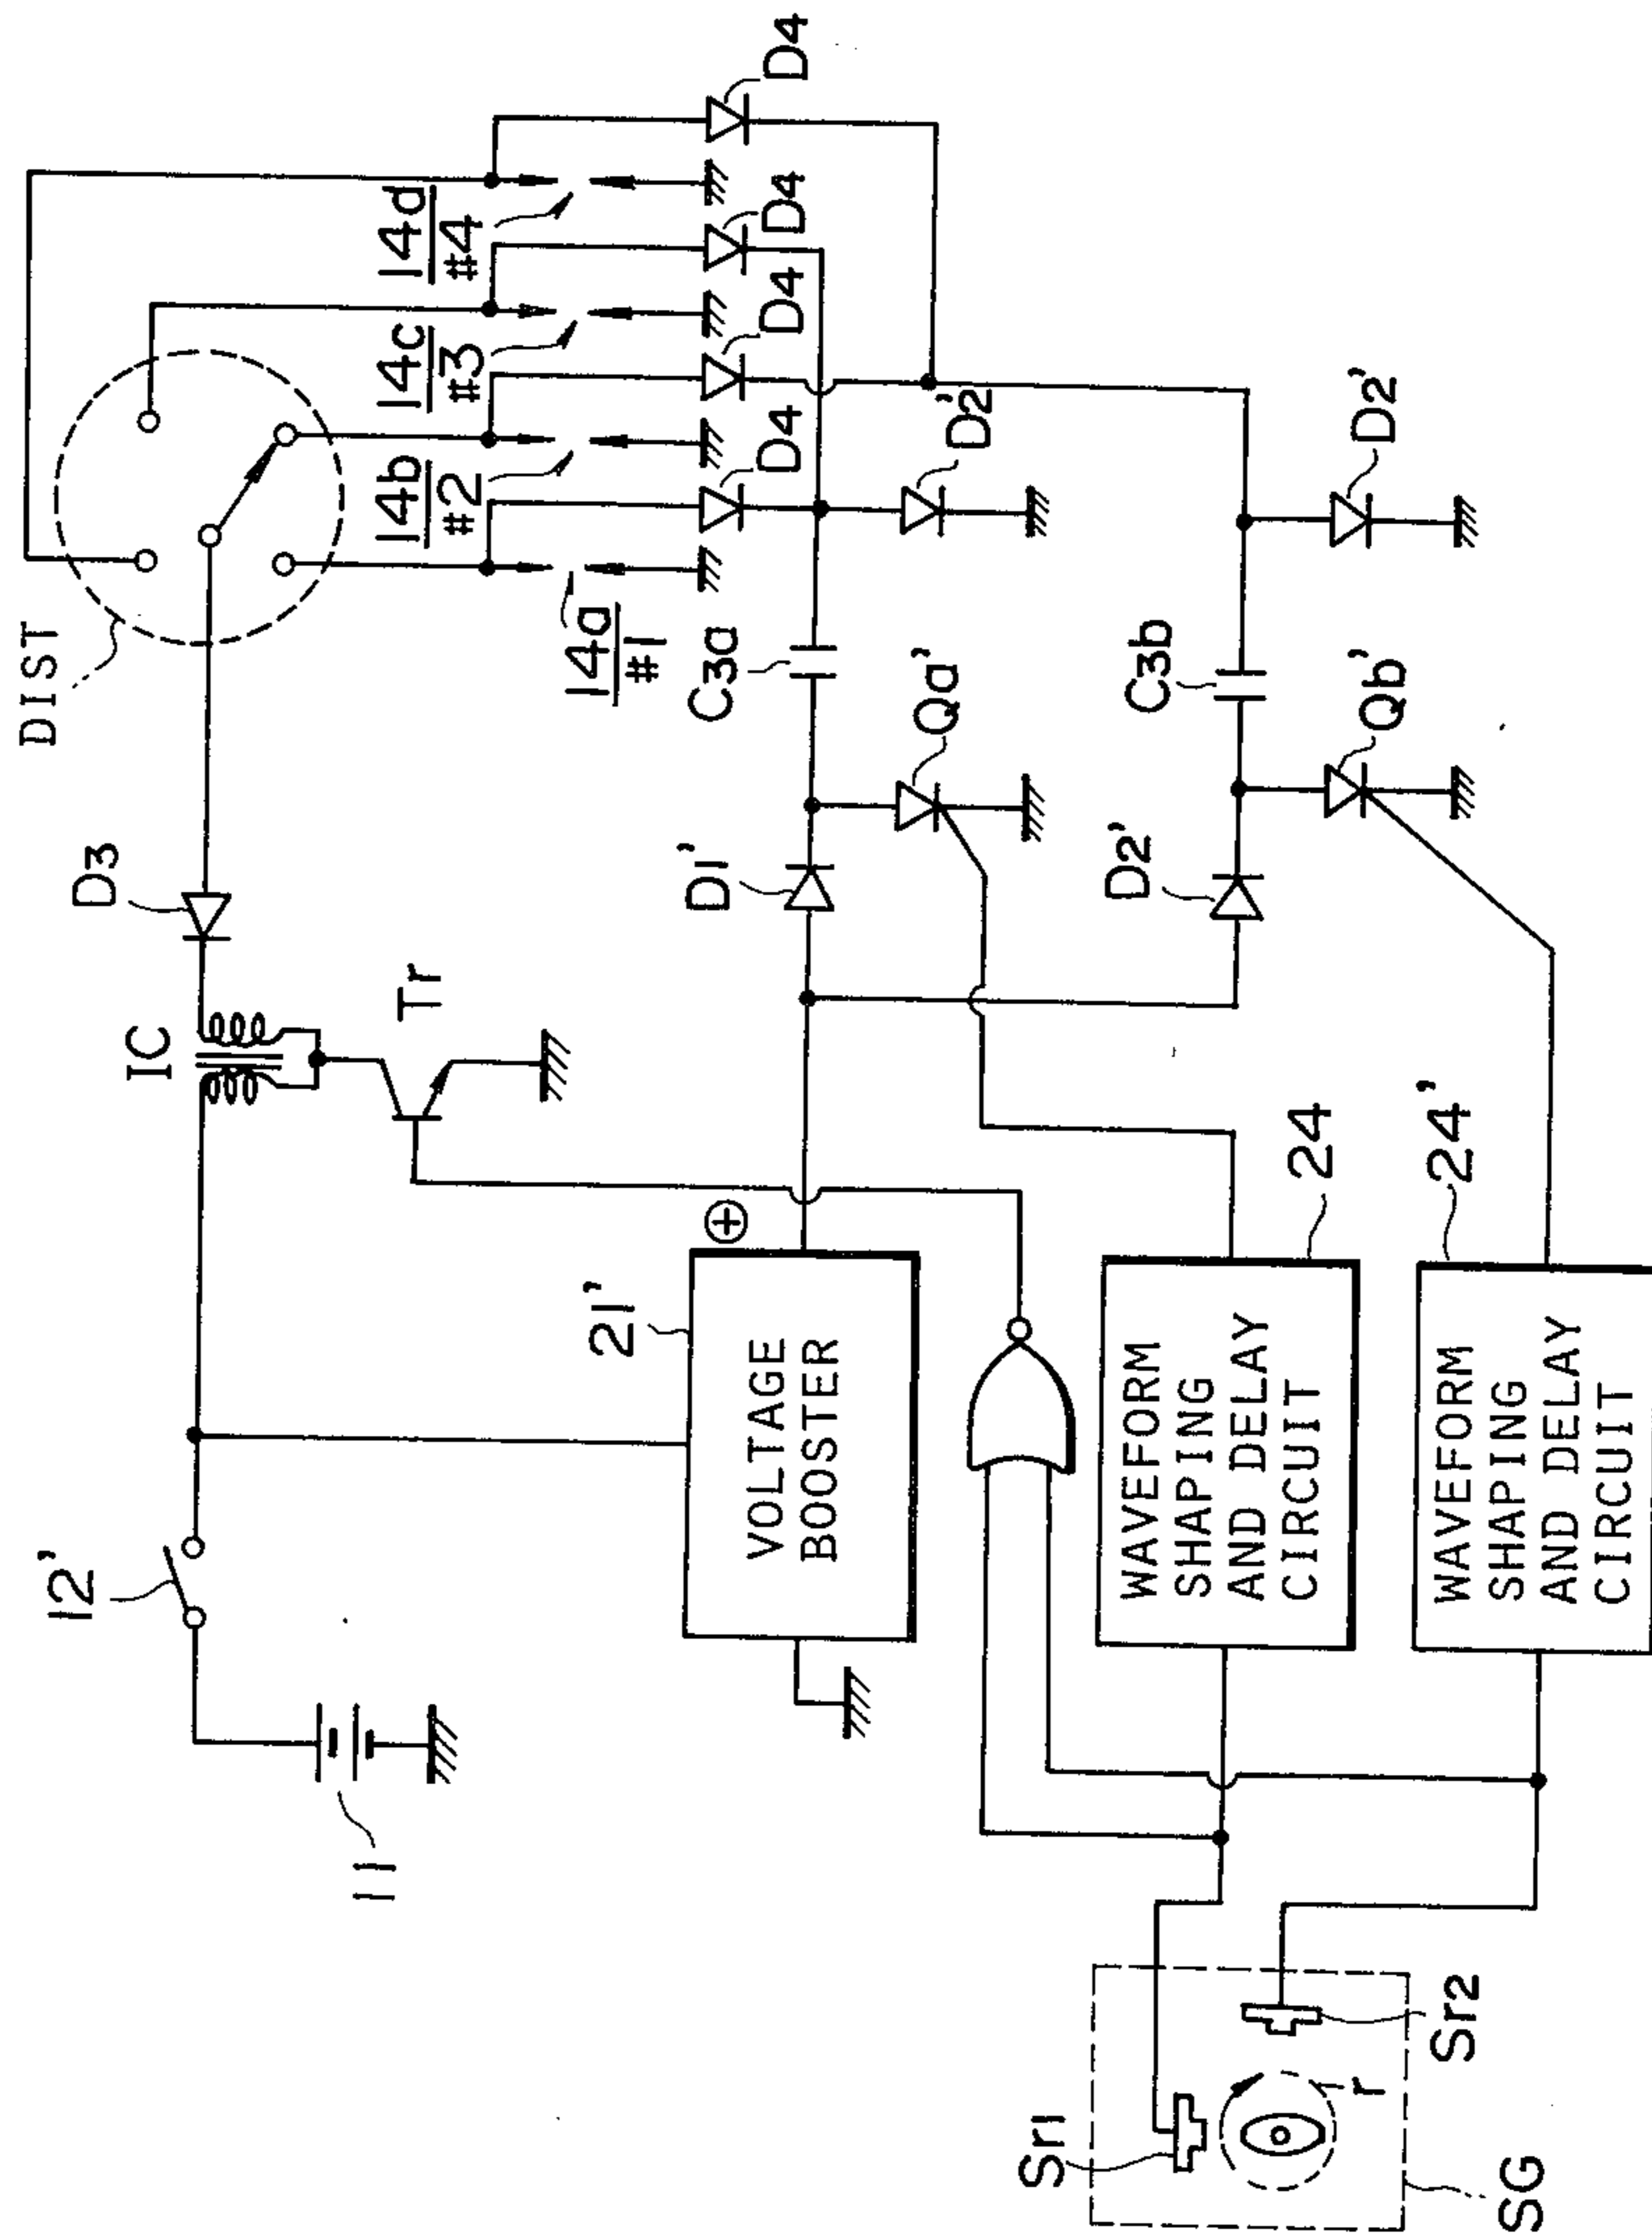 DIST
D3
IC
Tr
12'
11
21'
VOLTAGE
BOOSTER
⊕
D1'
C3a
Qa'
D2'
D4
D4
D4
D4
14a
#1
14b
#2
14c
#3
14d
#4
D2'
C3b
Qb'
D2'
24
WAVEFORM
SHAPING
AND DELAY
CIRCUIT
24'
WAVEFORM
SHAPING
AND DELAY
CIRCUIT
Sr1
Sr2
r
SG